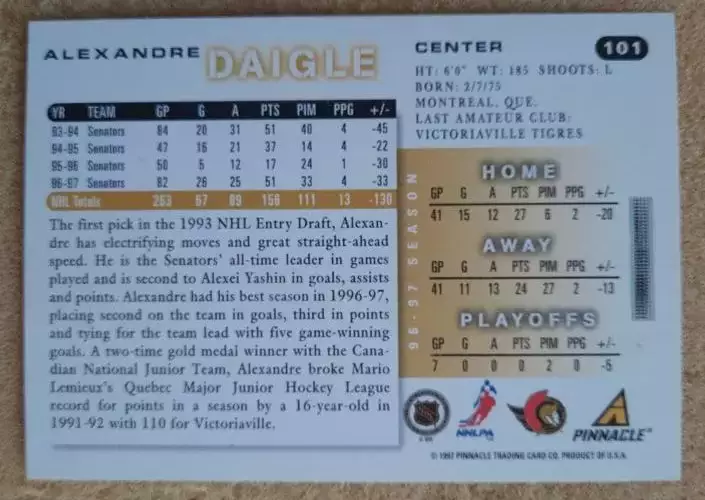 ALEXANDRE DAIGLE
CENTER
101
HT: 6'0" WT: 185 SHOOTS: L
BORN: 2/7/75
MONTREAL, QUE.
LAST AMATEUR CLUB:
VICTORIAVILLE TIGRES
YR TEAM GP G A PTS PIM PPG +/-
93-94 Senators 84 20 31 51 40 4 -45
94-95 Senators 47 16 21 37 14 4 -22
95-96 Senators 50 5 12 17 24 1 -30
96-97 Senators 82 26 25 51 33 4 -33
NHL Totals 263 67 89 156 111 13 -130
The first pick in the 1993 NHL Entry Draft, Alexan-
dre has electrifying moves and great straight-ahead
speed. He is the Senators' all-time leader in games
played and is second to Alexei Yashin in goals, assists
and points. Alexandre had his best season in 1996-97,
placing second on the team in goals, third in points
and tying for the team lead with five game-winning
goals. A two-time gold medal winner with the Cana-
dian National Junior Team, Alexandre broke Mario
Lemieux's Quebec Major Junior Hockey League
record for points in a season by a 16-year-old in
1991-92 with 110 for Victoriaville.
96-97 SEASON
HOME
GP G A PTS PIM PPG +/-
41 15 12 27 6 2 -20
AWAY
GP G A PTS PIM PPG +/-
41 11 13 24 27 2 -13
PLAYOFFS
GP G A PTS PIM PPG +/-
7 0 0 0 2 0 -5
NHLPA
PINNACLE
© 1997 PINNACLE TRADING CARD CO. PRODUCT OF U.S.A.